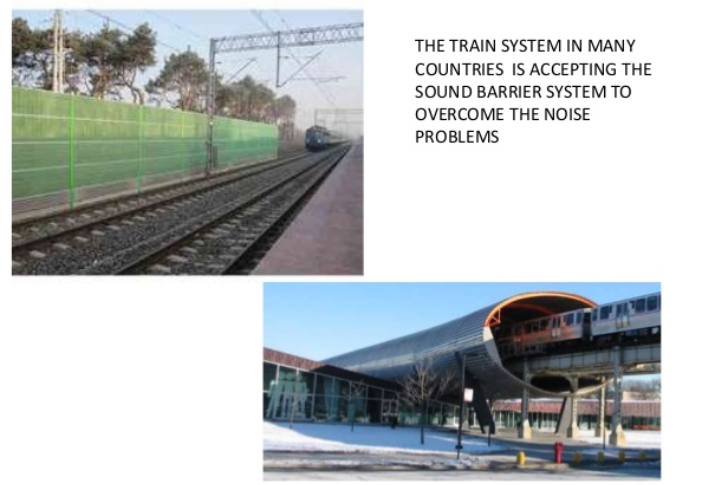 THE TRAIN SYSTEM IN MANY
COUNTRIES  IS ACCEPTING THE
SOUND BARRIER SYSTEM TO
OVERCOME THE NOISE
PROBLEMS